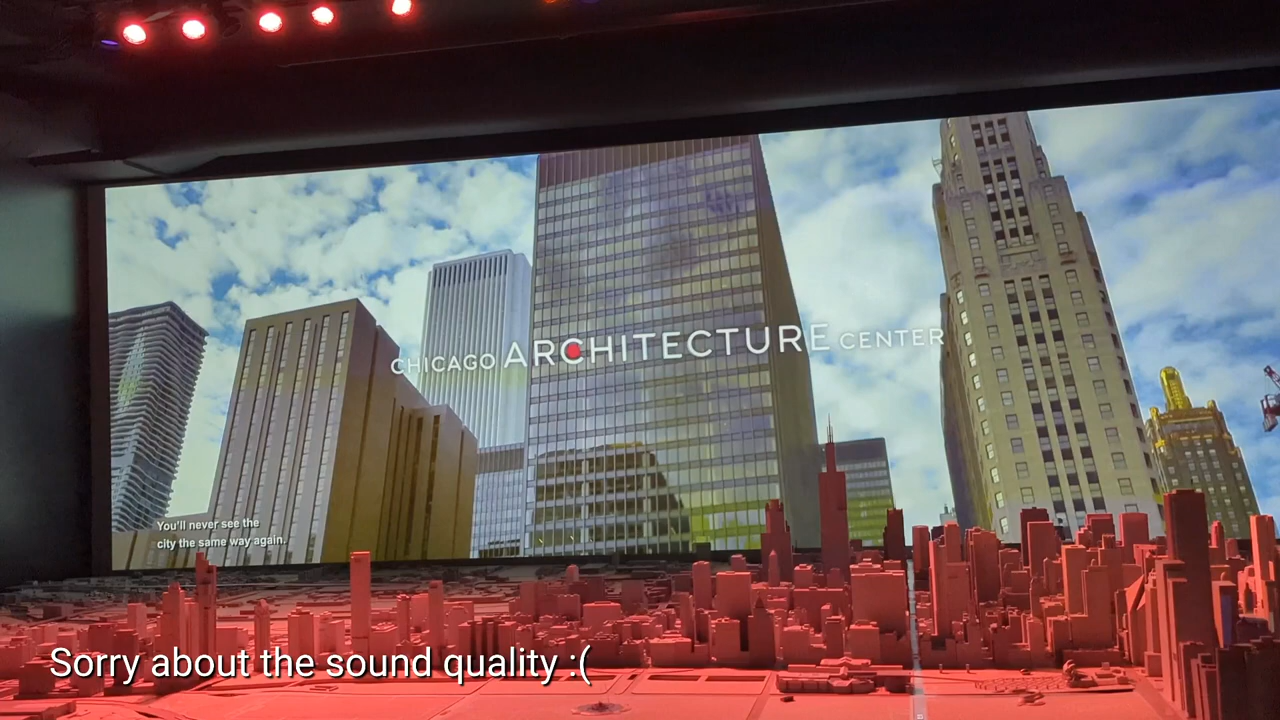 CHICAGO ARCHITECTURE CENTER
You'll never see the
city the same way again.
Sorry about the sound quality :(